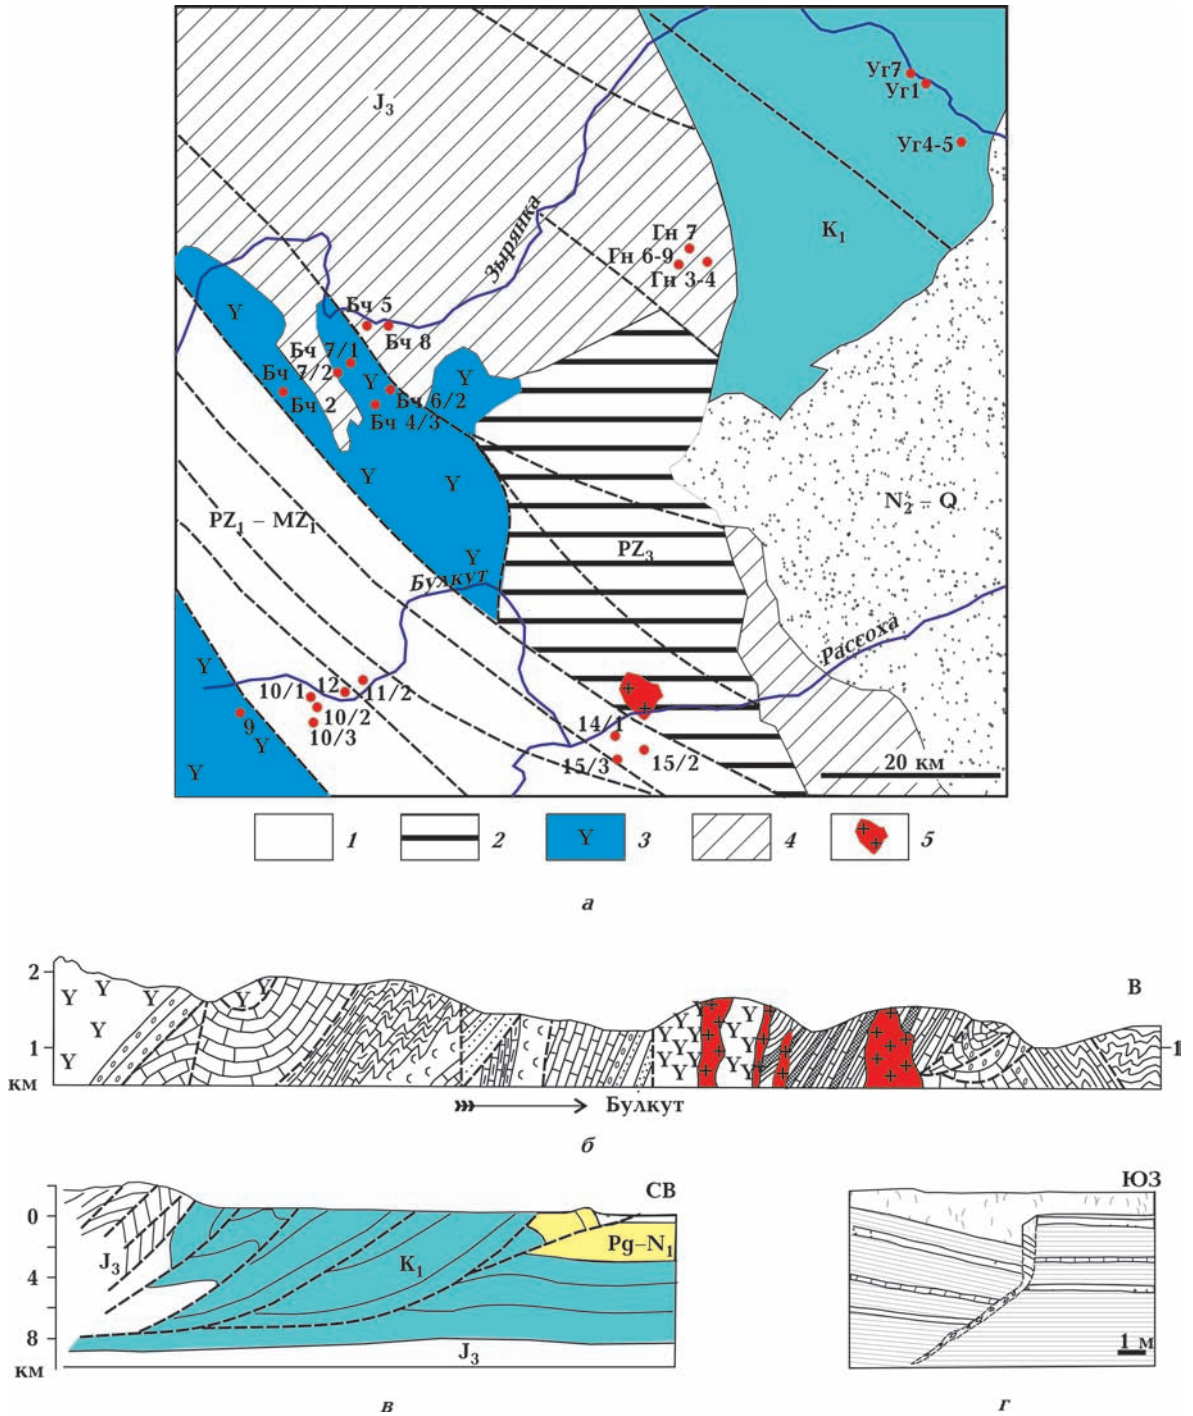 J₃
Уг7
Уг1
Уг4-5
Зырянка
K₁
Гн 7
Гн 6-9
Гн 3-4
Y
Бч 5
Бч 8
Бч 7/1
Бч 7/2
Y
Y
Бч 6/2
Бч 2
Бч 4/3
Y
Y
N₂ – Q
PZ₁ – MZ₁
PZ₃
Y
Булкут
Рассоха
Y
10/1
12
11/2
9
10/2
Y
10/3
14/1
15/3
15/2
Y
20 км
1
2
Y
3
4
5
а
2
1
км
В
1
Булкут
б
СВ
0
4
8
км
J₃
K₁
Pg–N₁
J₃
в
ЮЗ
1 м
г